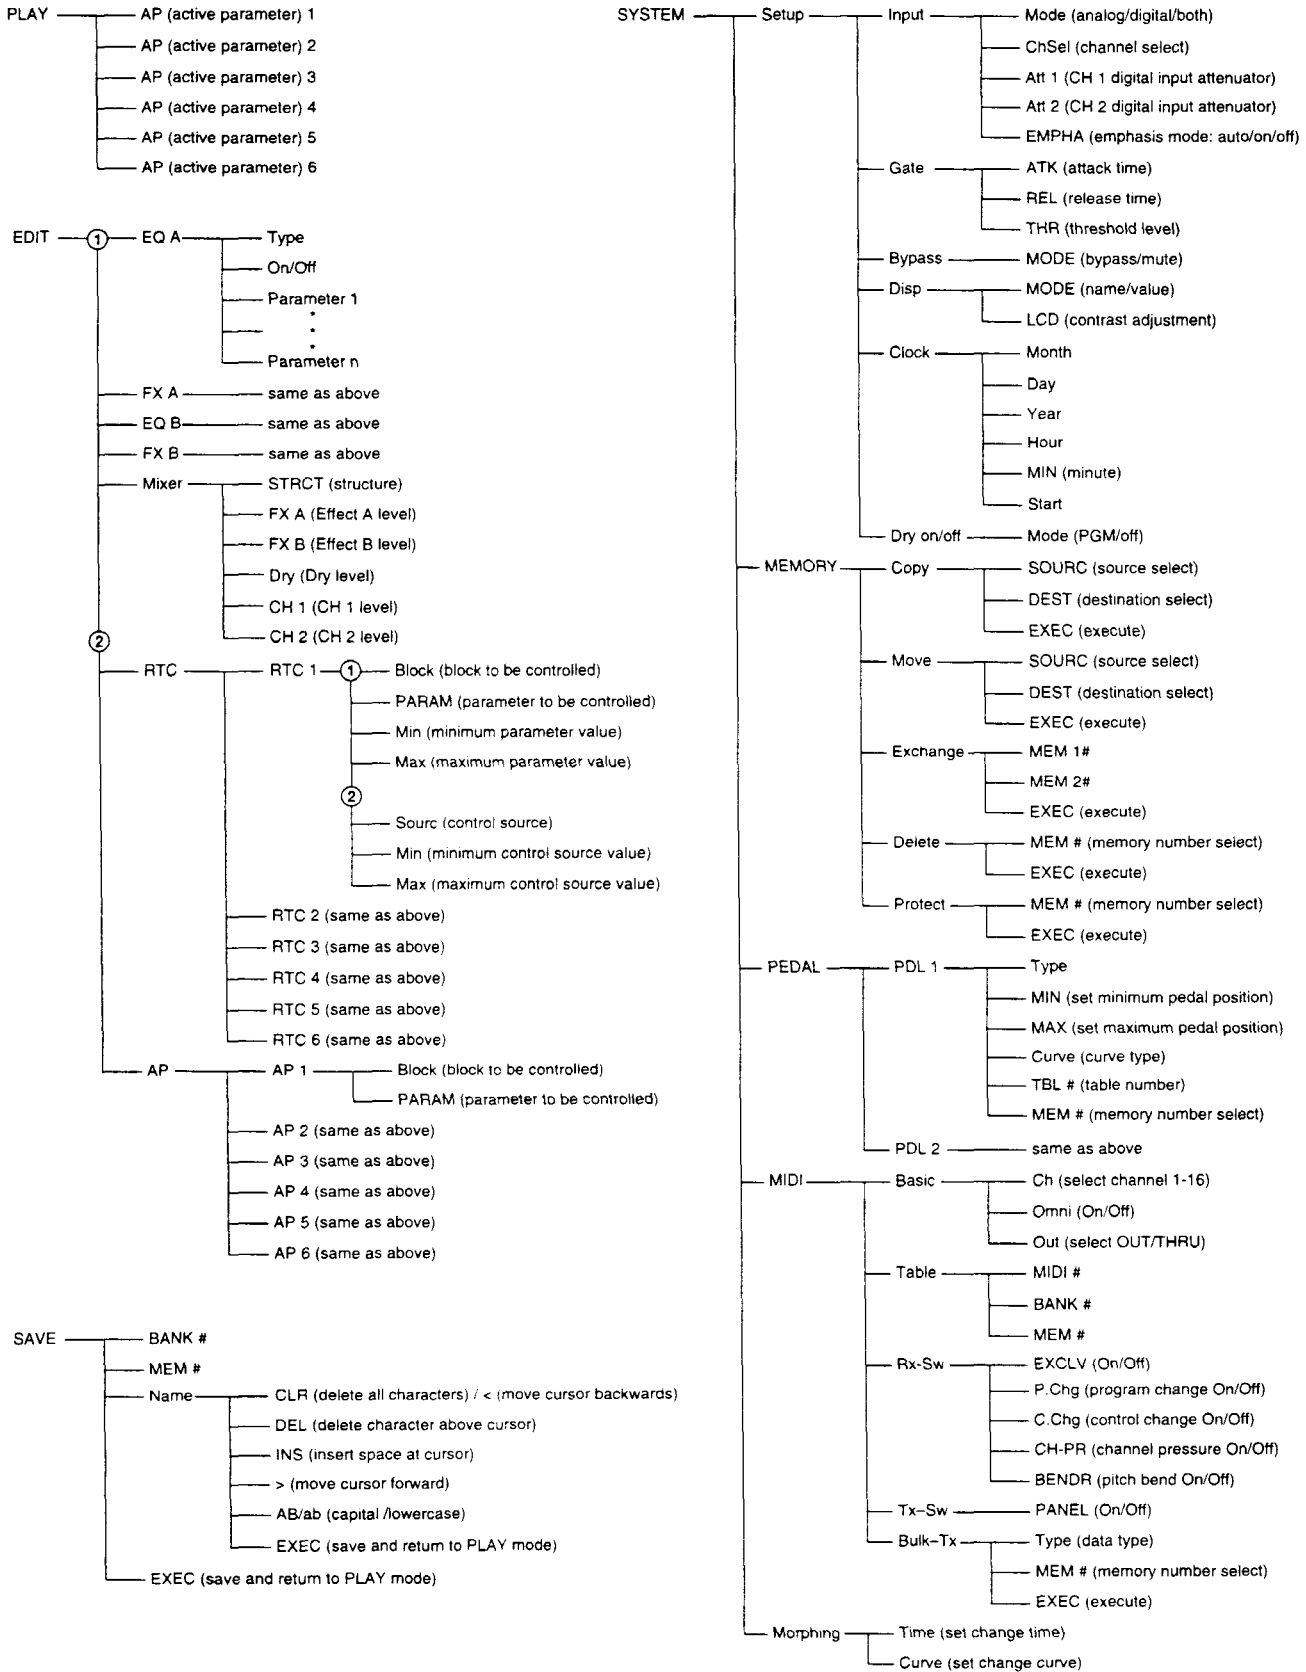 PLAY
AP (active parameter) 1
AP (active parameter) 2
AP (active parameter) 3
AP (active parameter) 4
AP (active parameter) 5
AP (active parameter) 6
EDIT
1
EQ A
Type
On/Off
Parameter 1
*
*
*
Parameter n
FX A
same as above
EQ B
same as above
FX B
same as above
Mixer
STRCT (structure)
FX A (Effect A level)
FX B (Effect B level)
Dry (Dry level)
CH 1 (CH 1 level)
CH 2 (CH 2 level)
2
RTC
RTC 1
1
Block (block to be controlled)
PARAM (parameter to be controlled)
Min (minimum parameter value)
Max (maximum parameter value)
2
Sourc (control source)
Min (minimum control source value)
Max (maximum control source value)
RTC 2 (same as above)
RTC 3 (same as above)
RTC 4 (same as above)
RTC 5 (same as above)
RTC 6 (same as above)
AP
AP 1
Block (block to be controlled)
PARAM (parameter to be controlled)
AP 2 (same as above)
AP 3 (same as above)
AP 4 (same as above)
AP 5 (same as above)
AP 6 (same as above)
SAVE
BANK #
MEM #
Name
CLR (delete all characters) / < (move cursor backwards)
DEL (delete character above cursor)
INS (insert space at cursor)
> (move cursor forward)
AB/ab (capital /lowercase)
EXEC (save and return to PLAY mode)
EXEC (save and return to PLAY mode)
SYSTEM
Setup
Input
Mode (analog/digital/both)
ChSel (channel select)
Att 1 (CH 1 digital input attenuator)
Att 2 (CH 2 digital input attenuator)
EMPHA (emphasis mode: auto/on/off)
Gate
ATK (attack time)
REL (release time)
THR (threshold level)
Bypass
MODE (bypass/mute)
Disp
MODE (name/value)
LCD (contrast adjustment)
Clock
Month
Day
Year
Hour
MIN (minute)
Start
Dry on/off
Mode (PGM/off)
MEMORY
Copy
SOURC (source select)
DEST (destination select)
EXEC (execute)
Move
SOURC (source select)
DEST (destination select)
EXEC (execute)
Exchange
MEM 1#
MEM 2#
EXEC (execute)
Delete
MEM # (memory number select)
EXEC (execute)
Protect
MEM # (memory number select)
EXEC (execute)
PEDAL
PDL 1
Type
MIN (set minimum pedal position)
MAX (set maximum pedal position)
Curve (curve type)
TBL # (table number)
MEM # (memory number select)
PDL 2
same as above
MIDI
Basic
Ch (select channel 1-16)
Omni (On/Off)
Out (select OUT/THRU)
Table
MIDI #
BANK #
MEM #
Rx-Sw
EXCLV (On/Off)
P.Chg (program change On/Off)
C.Chg (control change On/Off)
CH-PR (channel pressure On/Off)
BENDR (pitch bend On/Off)
Tx-Sw
PANEL (On/Off)
Bulk-Tx
Type (data type)
MEM # (memory number select)
EXEC (execute)
Morphing
Time (set change time)
Curve (set change curve)